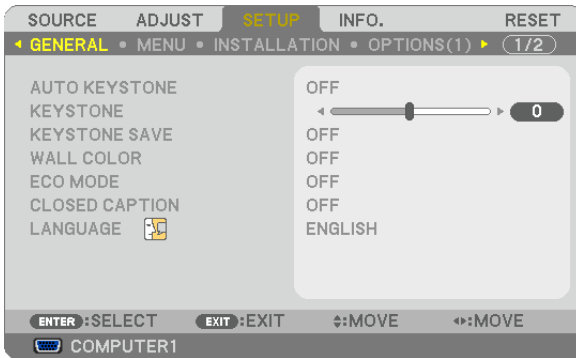 SOURCE ADJUST SETUP INFO. RESET
GENERAL • MENU • INSTALLATION • OPTIONS(1) 1/2
AUTO KEYSTONE OFF
KEYSTONE 0
KEYSTONE SAVE OFF
WALL COLOR OFF
ECO MODE OFF
CLOSED CAPTION OFF
LANGUAGE ENGLISH
ENTER :SELECT EXIT :EXIT :MOVE :MOVE
COMPUTER1